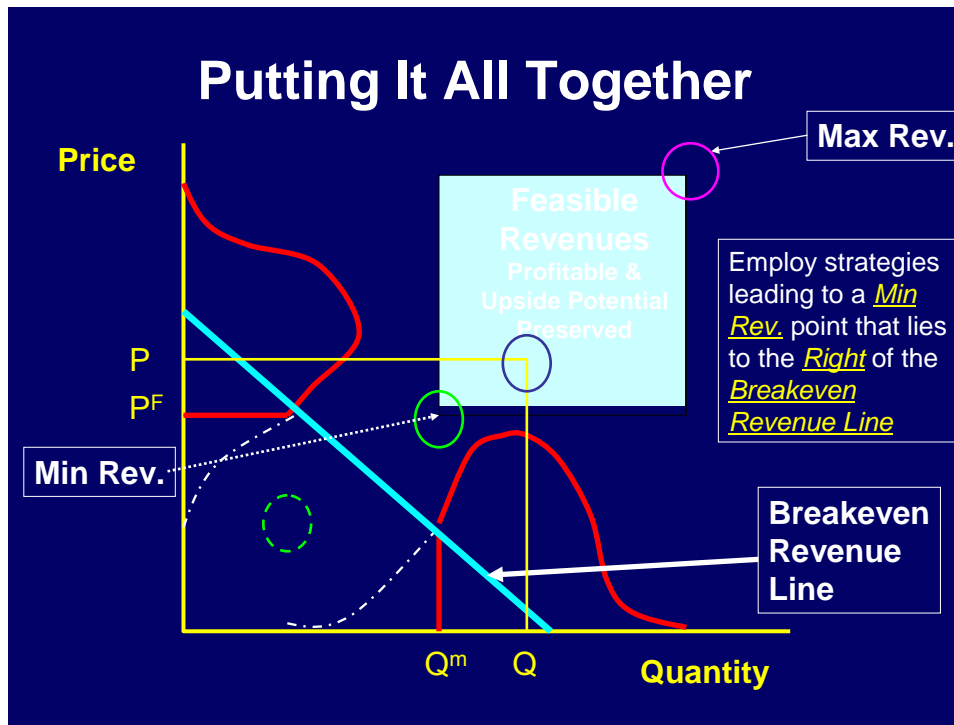 Putting It All Together
Max Rev.
Price
Feasible
Revenues
Profitable &
Upside Potential
Preserved
Employ strategies
leading to a Min
Rev. point that lies
to the Right of the
Breakeven
Revenue Line
P
Pᶠ
Min Rev.
Breakeven
Revenue
Line
Qᵐ
Q
Quantity